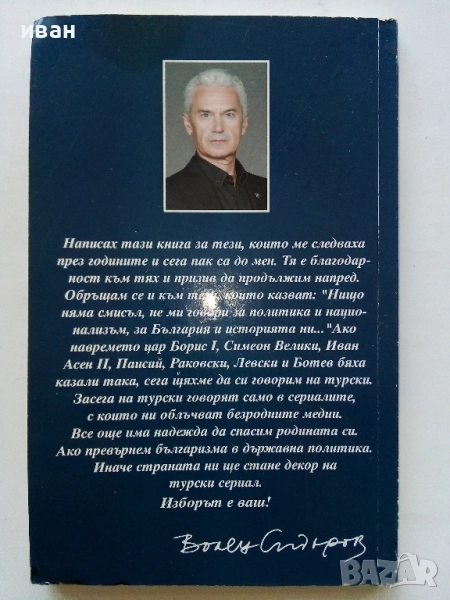 иван
Написах тази книга за тези, които ме следваха
през годините и сега пак са до мен. Тя е благодар-
ност към тях и призив да продължим напред.
Обръщам се и към тези, които казват: "Нищо
няма смисъл, не ми говори за политика и нацио-
нализъм, за България и историята ни..."Ако
навремето цар Борис I, Симеон Велики, Иван
Асен II, Паисий, Раковски, Левски и Ботев бяха
казали така, сега щяхме да си говорим на турски.
Засега на турски говорят само в сериалите,
с които ни облъчват безродните медии.
Все още има надежда да спасим родината си.
Ако превърнем българизма в държавна политика.
Иначе страната ни ще стане декор на
турски сериал.
Изборът е ваш!
Волен Сидеров
BAZAR